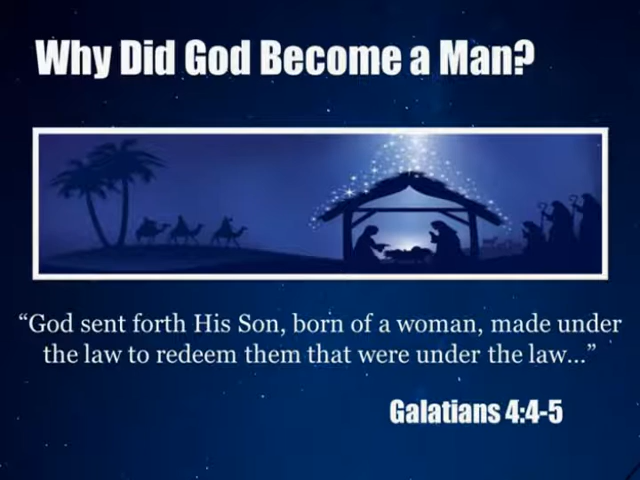 Why Did God Become a Man?
“God sent forth His Son, born of a woman, made under
the law to redeem them that were under the law...”
Galatians 4:4-5